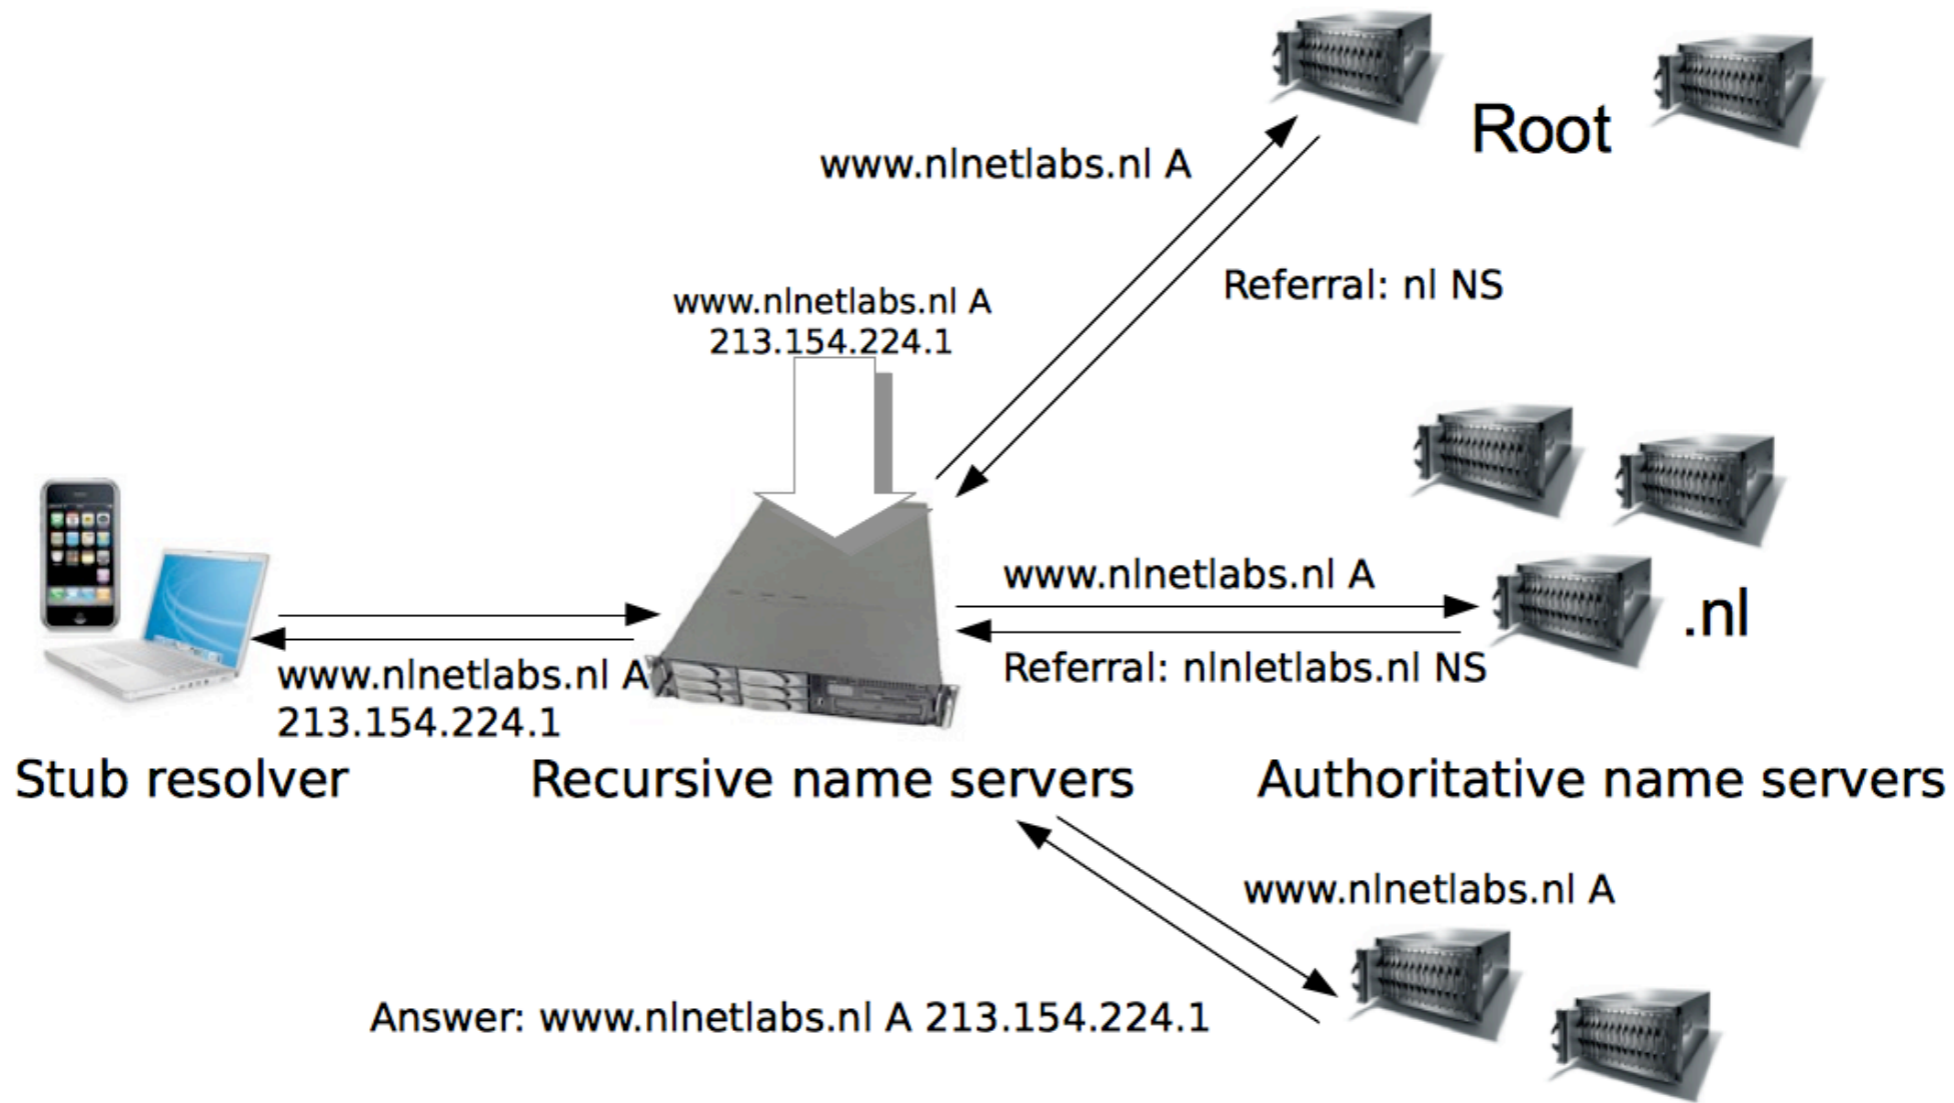 Root
www.nlnetlabs.nl A
Referral: nl NS
www.nlnetlabs.nl A
213.154.224.1
www.nlnetlabs.nl A
.nl
Referral: nlnletlabs.nl NS
www.nlnetlabs.nl A
213.154.224.1
Stub resolver
Recursive name servers
Authoritative name servers
www.nlnetlabs.nl A
Answer: www.nlnetlabs.nl A 213.154.224.1